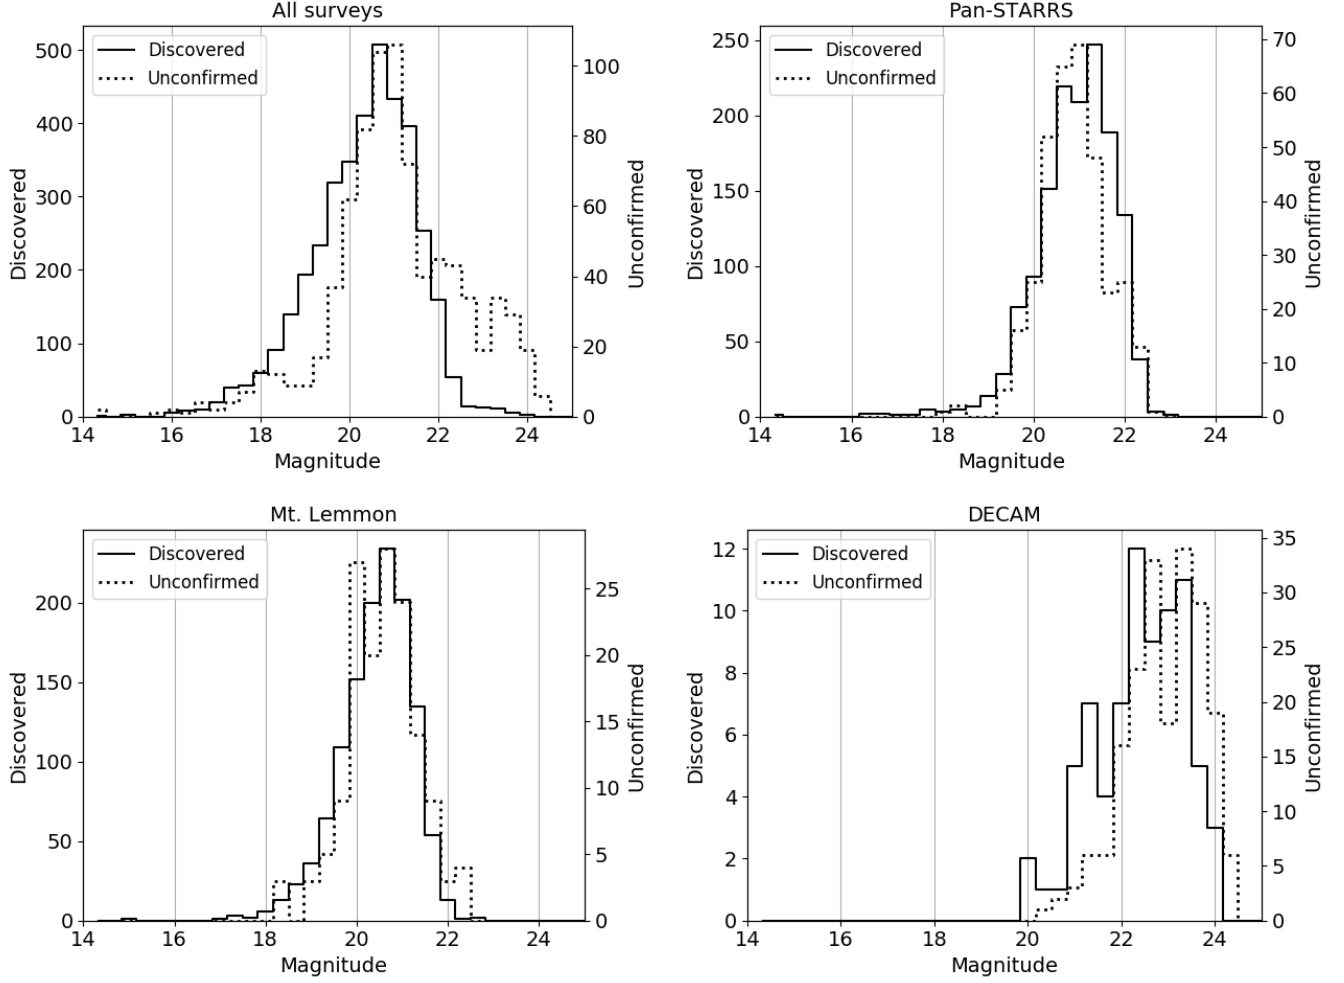 All surveys
Discovered
Unconfirmed
500
400
300
200
100
0
100
80
60
40
20
0
14 16 18 20 22 24
Magnitude
Discovered
Unconfirmed
Pan-STARRS
Discovered
Unconfirmed
250
200
150
100
50
0
70
60
50
40
30
20
10
0
14 16 18 20 22 24
Magnitude
Discovered
Unconfirmed
Mt. Lemmon
Discovered
Unconfirmed
200
150
100
50
0
25
20
15
10
5
0
14 16 18 20 22 24
Magnitude
Discovered
Unconfirmed
DECAM
Discovered
Unconfirmed
12
10
8
6
4
2
0
35
30
25
20
15
10
5
0
14 16 18 20 22 24
Magnitude
Discovered
Unconfirmed